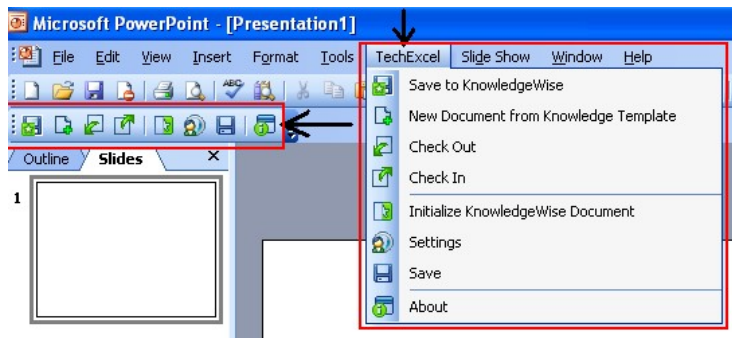 Microsoft PowerPoint - [Presentation1]
File Edit View Insert Format Tools TechExcel Slide Show Window Help
ABC
Save to KnowledgeWise
New Document from Knowledge Template
Check Out
Check In
Initialize KnowledgeWise Document
Settings
Save
About
Outline Slides ×
1